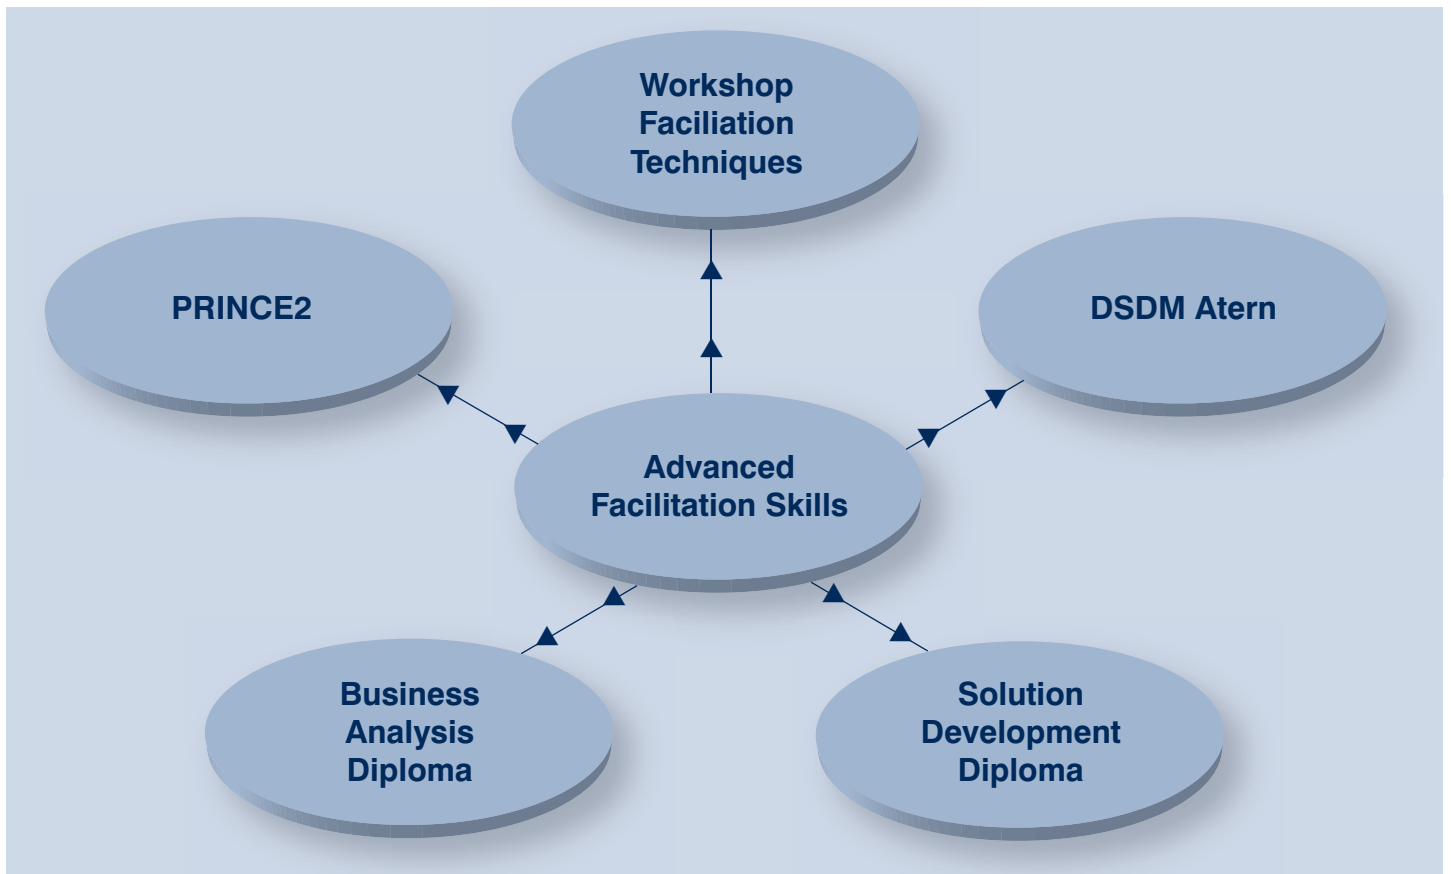 Workshop
Faciliation
Techniques
PRINCE2
DSDM Atern
Advanced
Facilitation Skills
Business
Analysis
Diploma
Solution
Development
Diploma